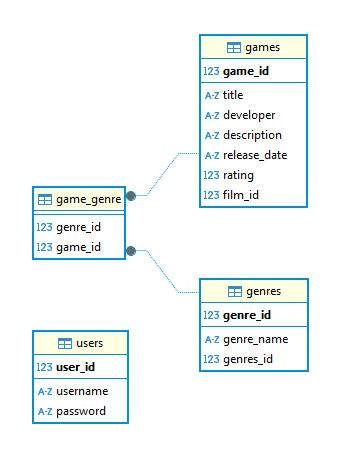 games
123 game_id
A-Z title
A-Z developer
A-Z description
A-Z release_date
123 rating
123 film_id
game_genre
123 genre_id
123 game_id
genres
123 genre_id
A-Z genre_name
123 genres_id
users
123 user_id
A-Z username
A-Z password